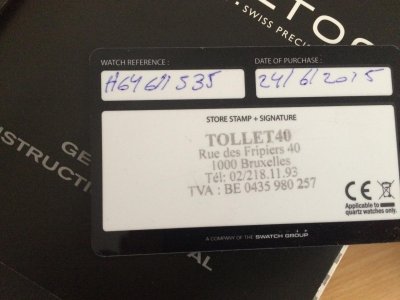 LTON
SWISS PREC
WATCH REFERENCE :
DATE OF PURCHASE :
H64611535
24/6/2015
STORE STAMP + SIGNATURE
TOLLET40
Rue des Fripiers 40
1000 Bruxelles
Tél: 02/218.11.93
TVA : BE 0435 980 257
CE
Applicable to
quartz watches only.
A COMPANY OF THE SWATCH GROUP
GE
NSTRUCTI
AL